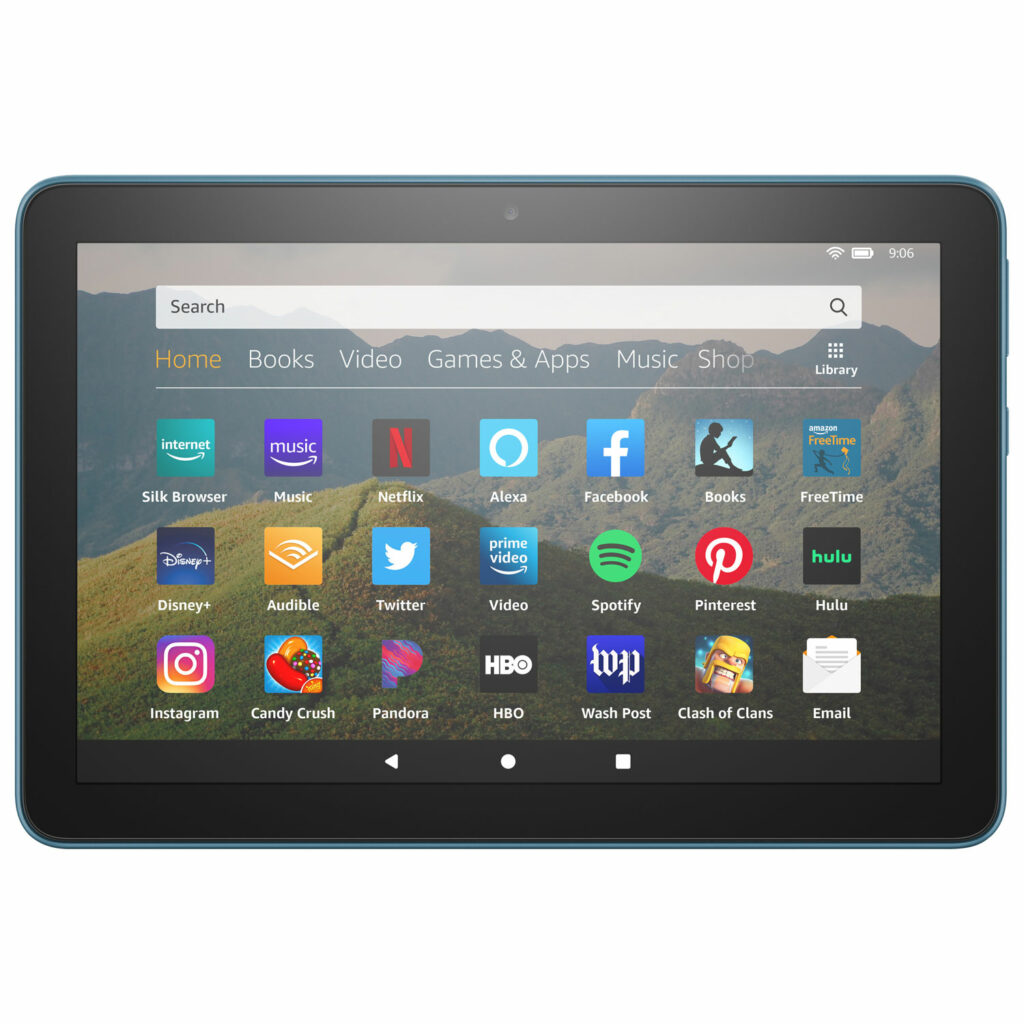 9:06
Search
Home Books Video Games & Apps Music Shop
Library
internet music amazon
FreeTime
Silk Browser Music Netflix Alexa Facebook Books FreeTime
Disney+ prime
video hulu
Disney+ Audible Twitter Video Spotify Pinterest Hulu
HBO wp
Instagram Candy Crush Pandora HBO Wash Post Clash of Clans Email